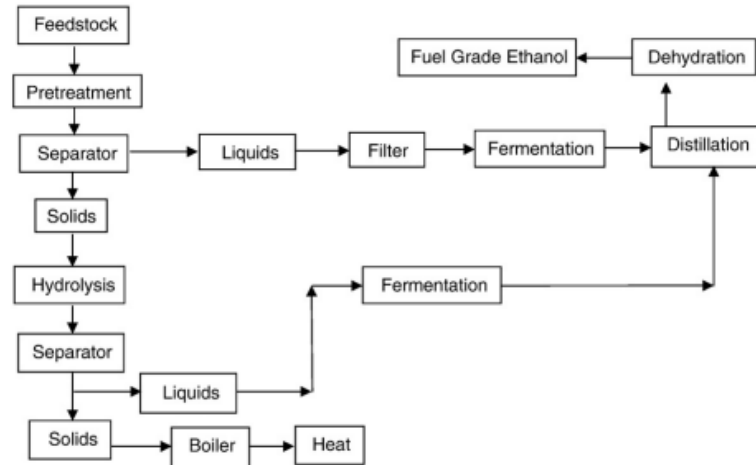 Feedstock
Fuel Grade Ethanol
Dehydration
Pretreatment
Separator
Liquids
Filter
Fermentation
Distillation
Solids
Hydrolysis
Fermentation
Separator
Liquids
Solids
Boiler
Heat